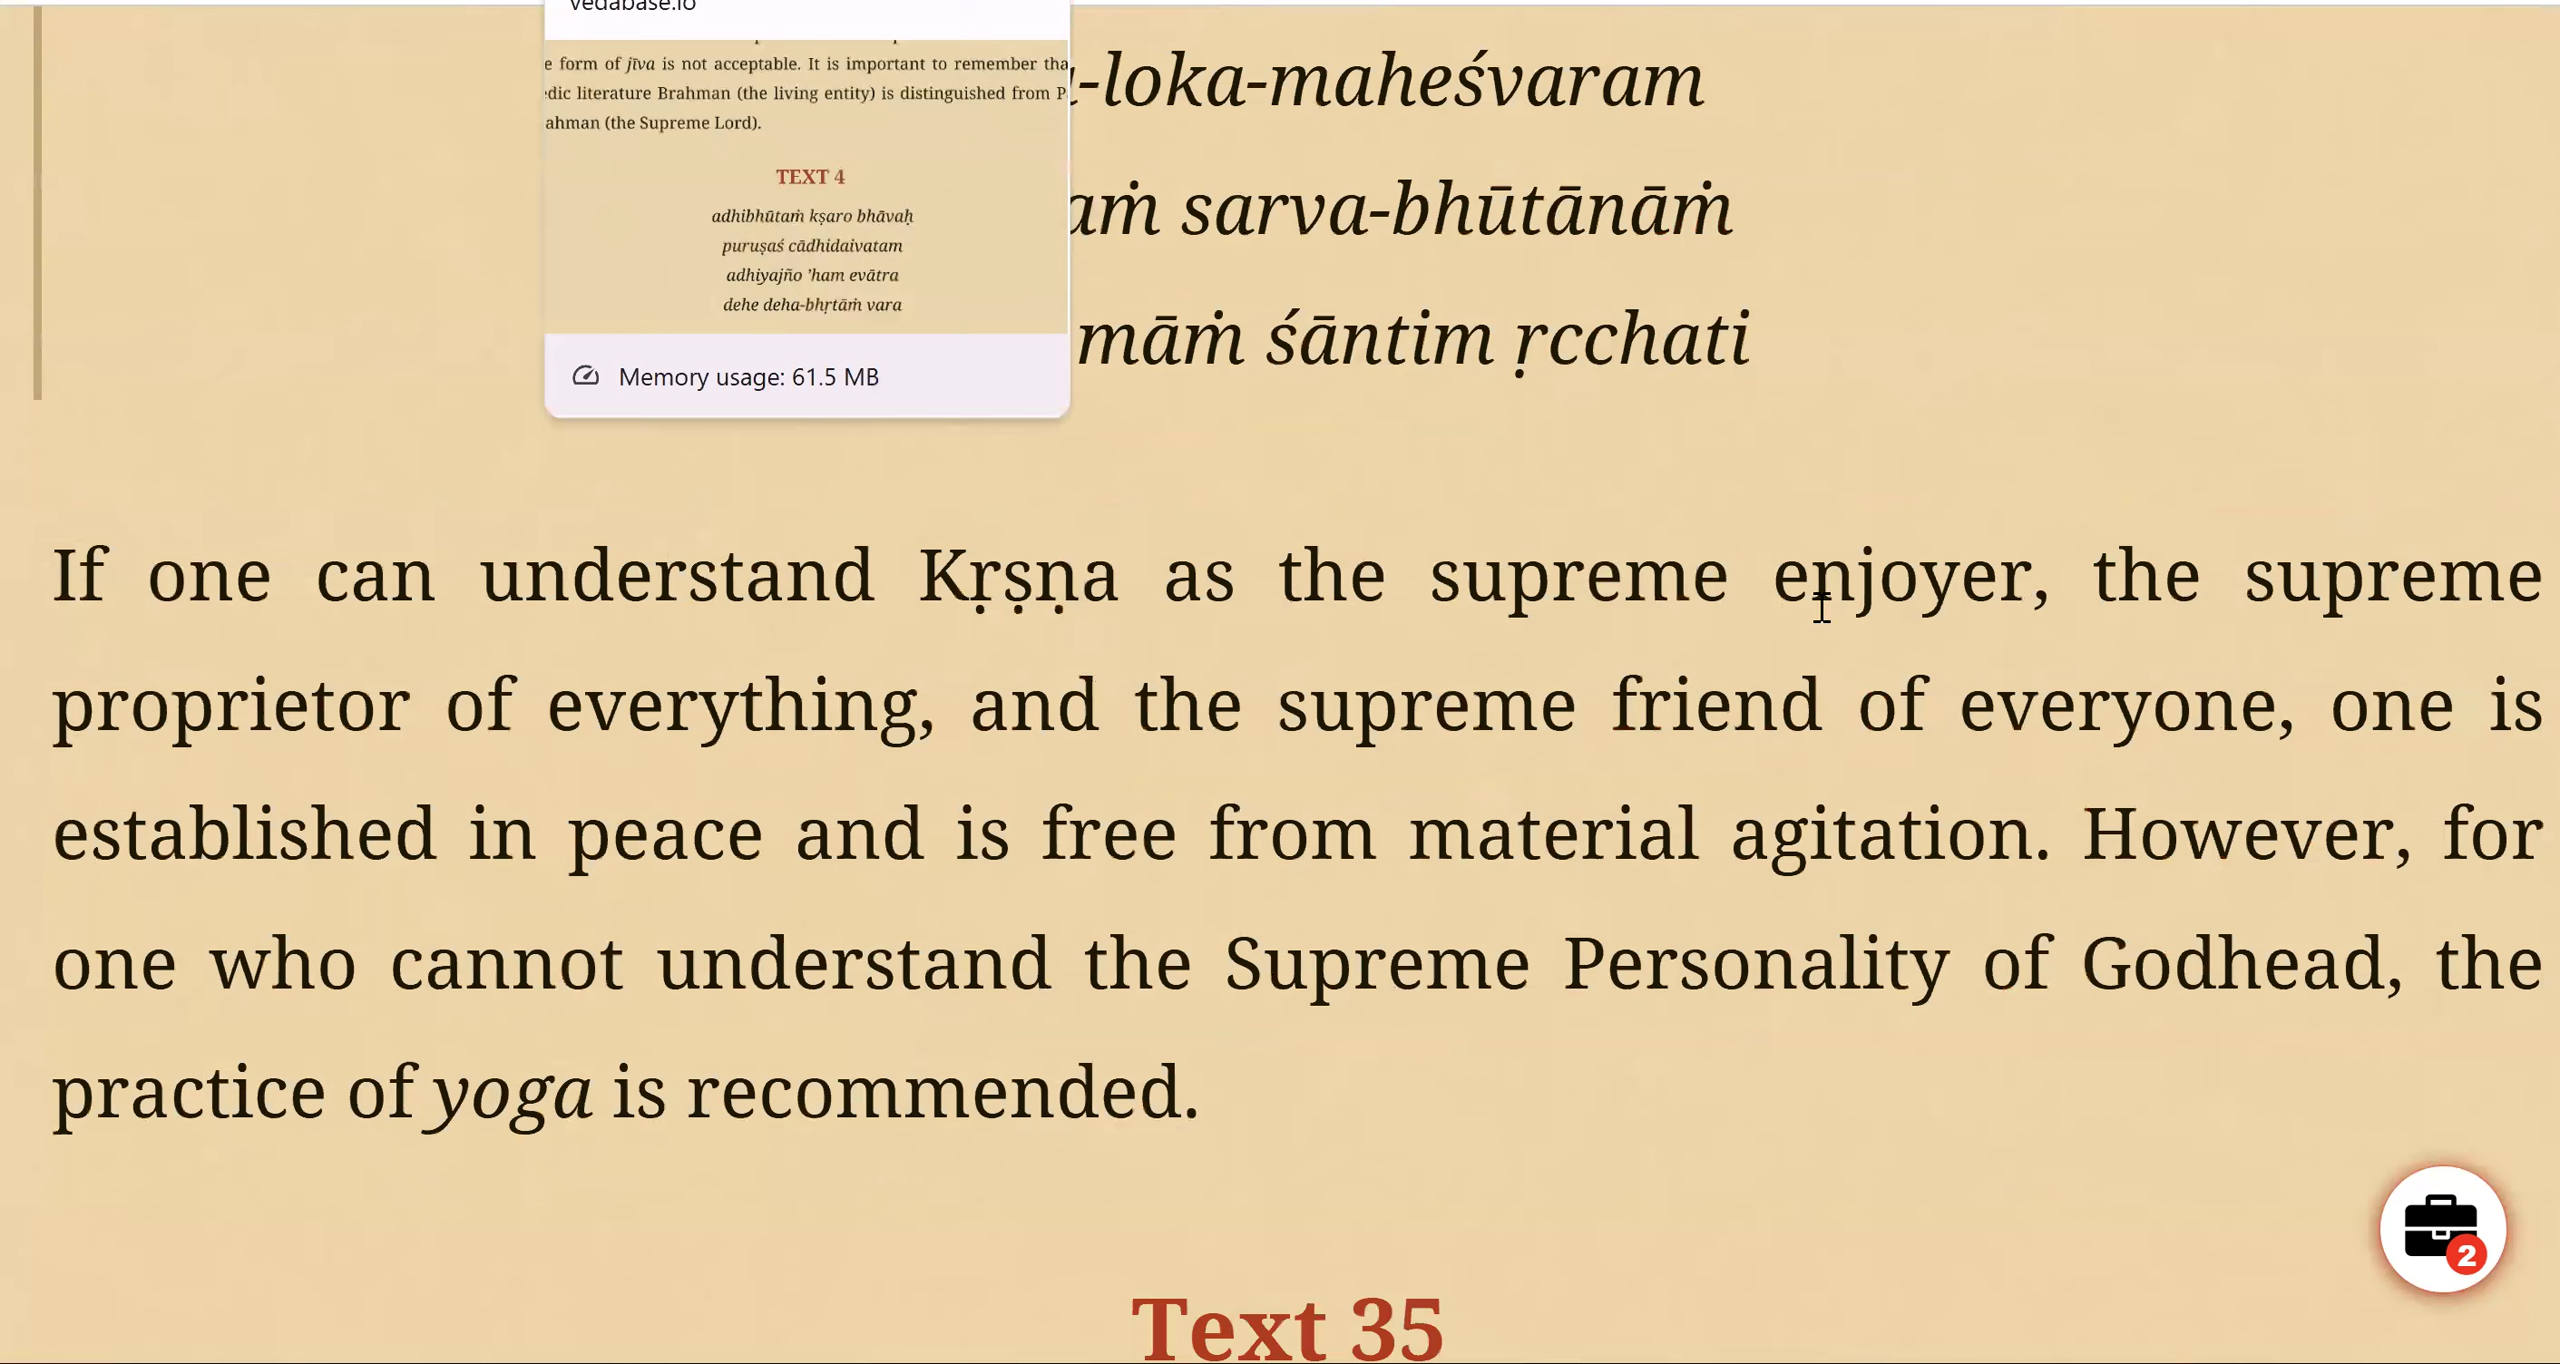 vedabase.io
e form of jīva is not acceptable. It is important to remember tha
dic literature Brahman (the living entity) is distinguished from P
ahman (the Supreme Lord).
TEXT 4
adhibhūtaṁ kṣaro bhāvaḥ
puruṣaś cādhidaivatam
adhiyajño 'ham evātra
dehe deha-bhṛtāṁ vara
Memory usage: 61.5 MB
-loka-maheśvaram
aṁ sarva-bhūtānāṁ
māṁ śāntim ṛcchati
If one can understand Kṛṣṇa as the supreme enjoyer, the supreme
proprietor of everything, and the supreme friend of everyone, one is
established in peace and is free from material agitation. However, for
one who cannot understand the Supreme Personality of Godhead, the
practice of yoga is recommended.
2
Text 35